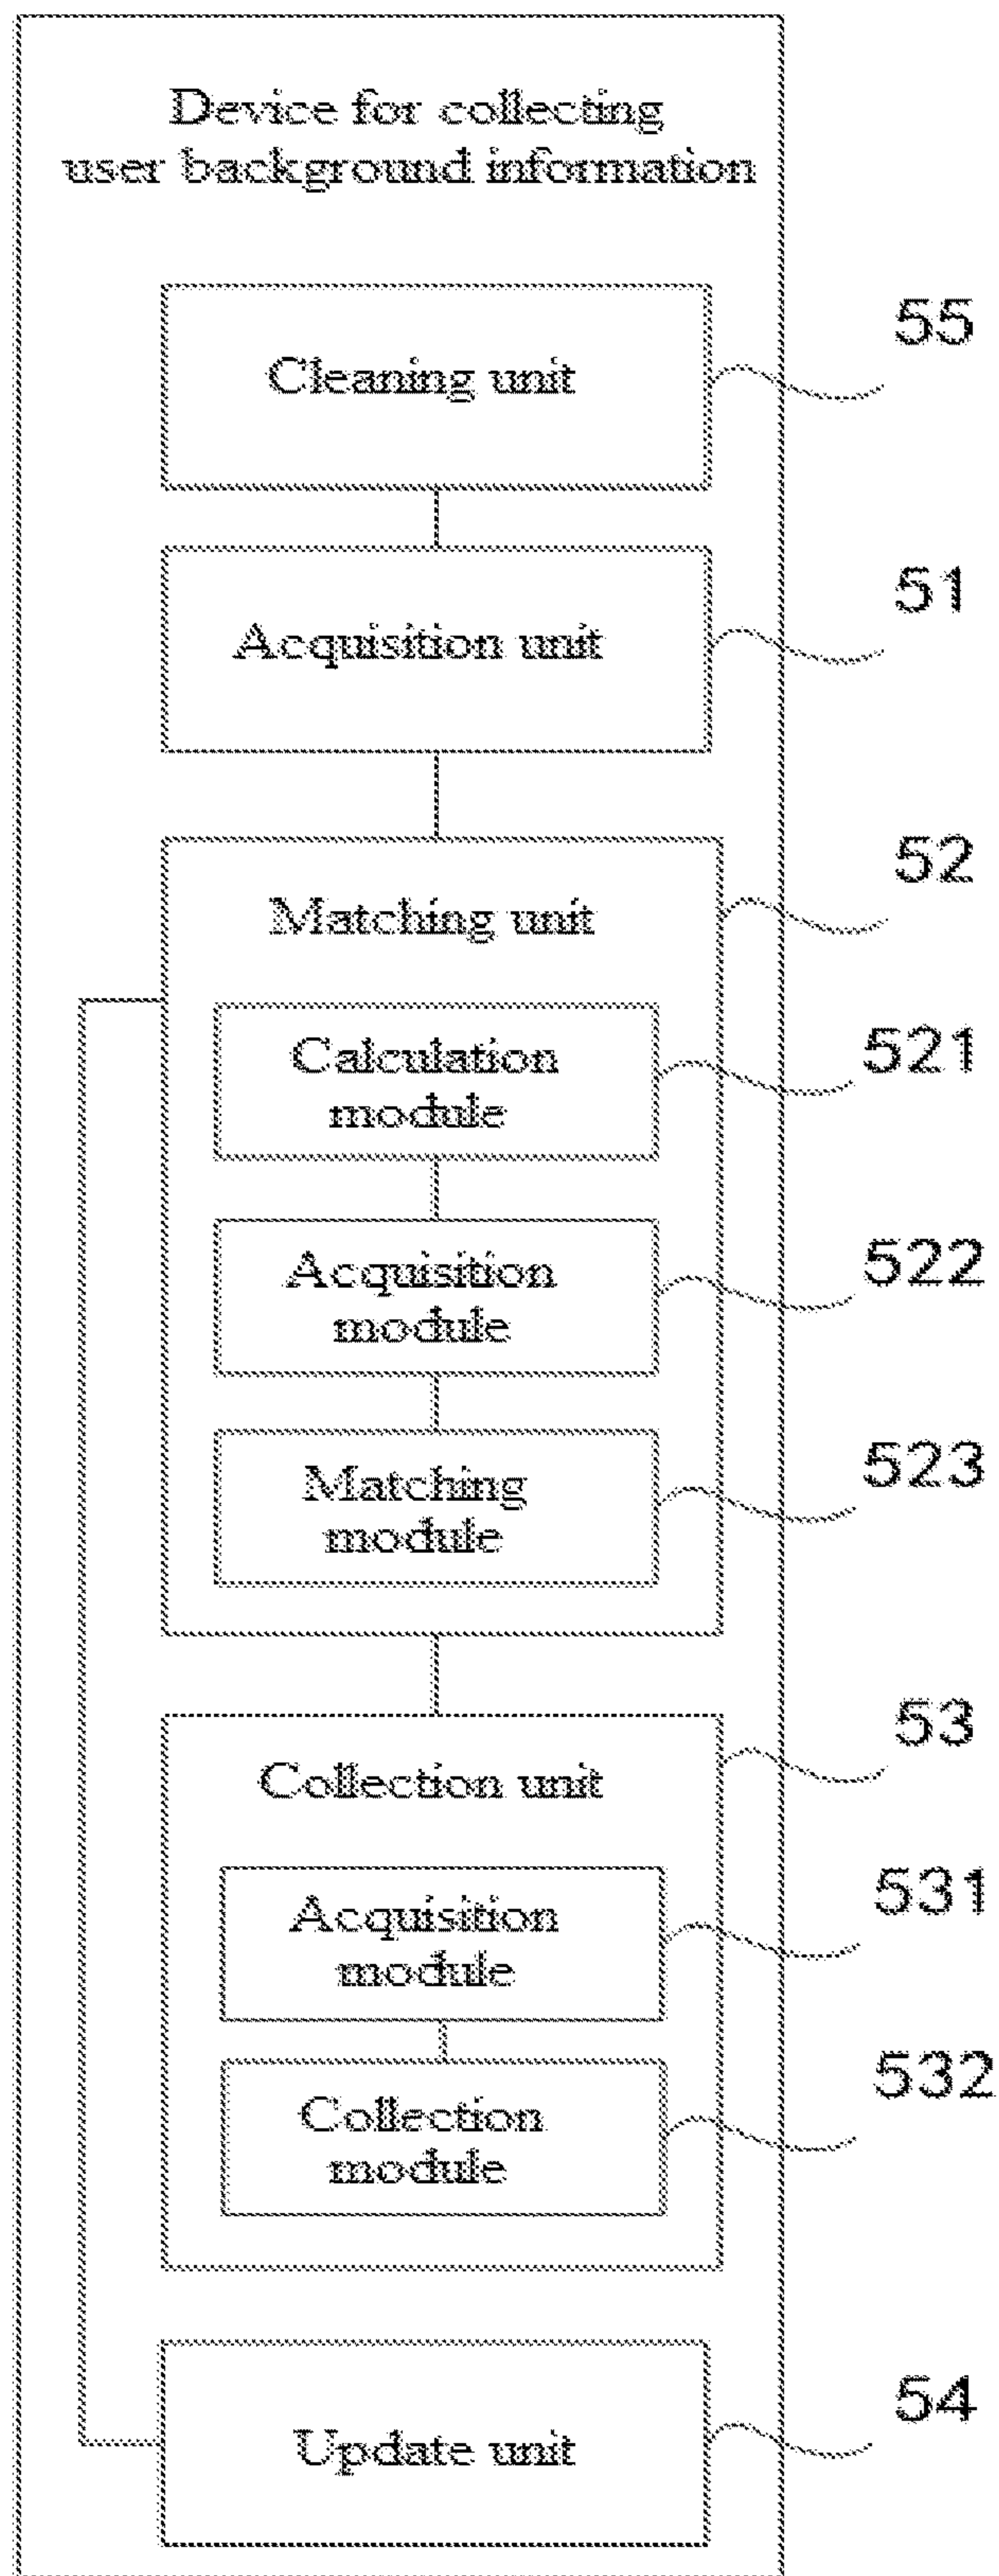 Device for collecting
user background information
Cleaning unit
55
Acquisition unit
51
Matching unit
52
Calculation
module
521
Acquisition
module
522
Matching
module
523
Collection unit
53
Acquisition
module
531
Collection
module
532
Update unit
54